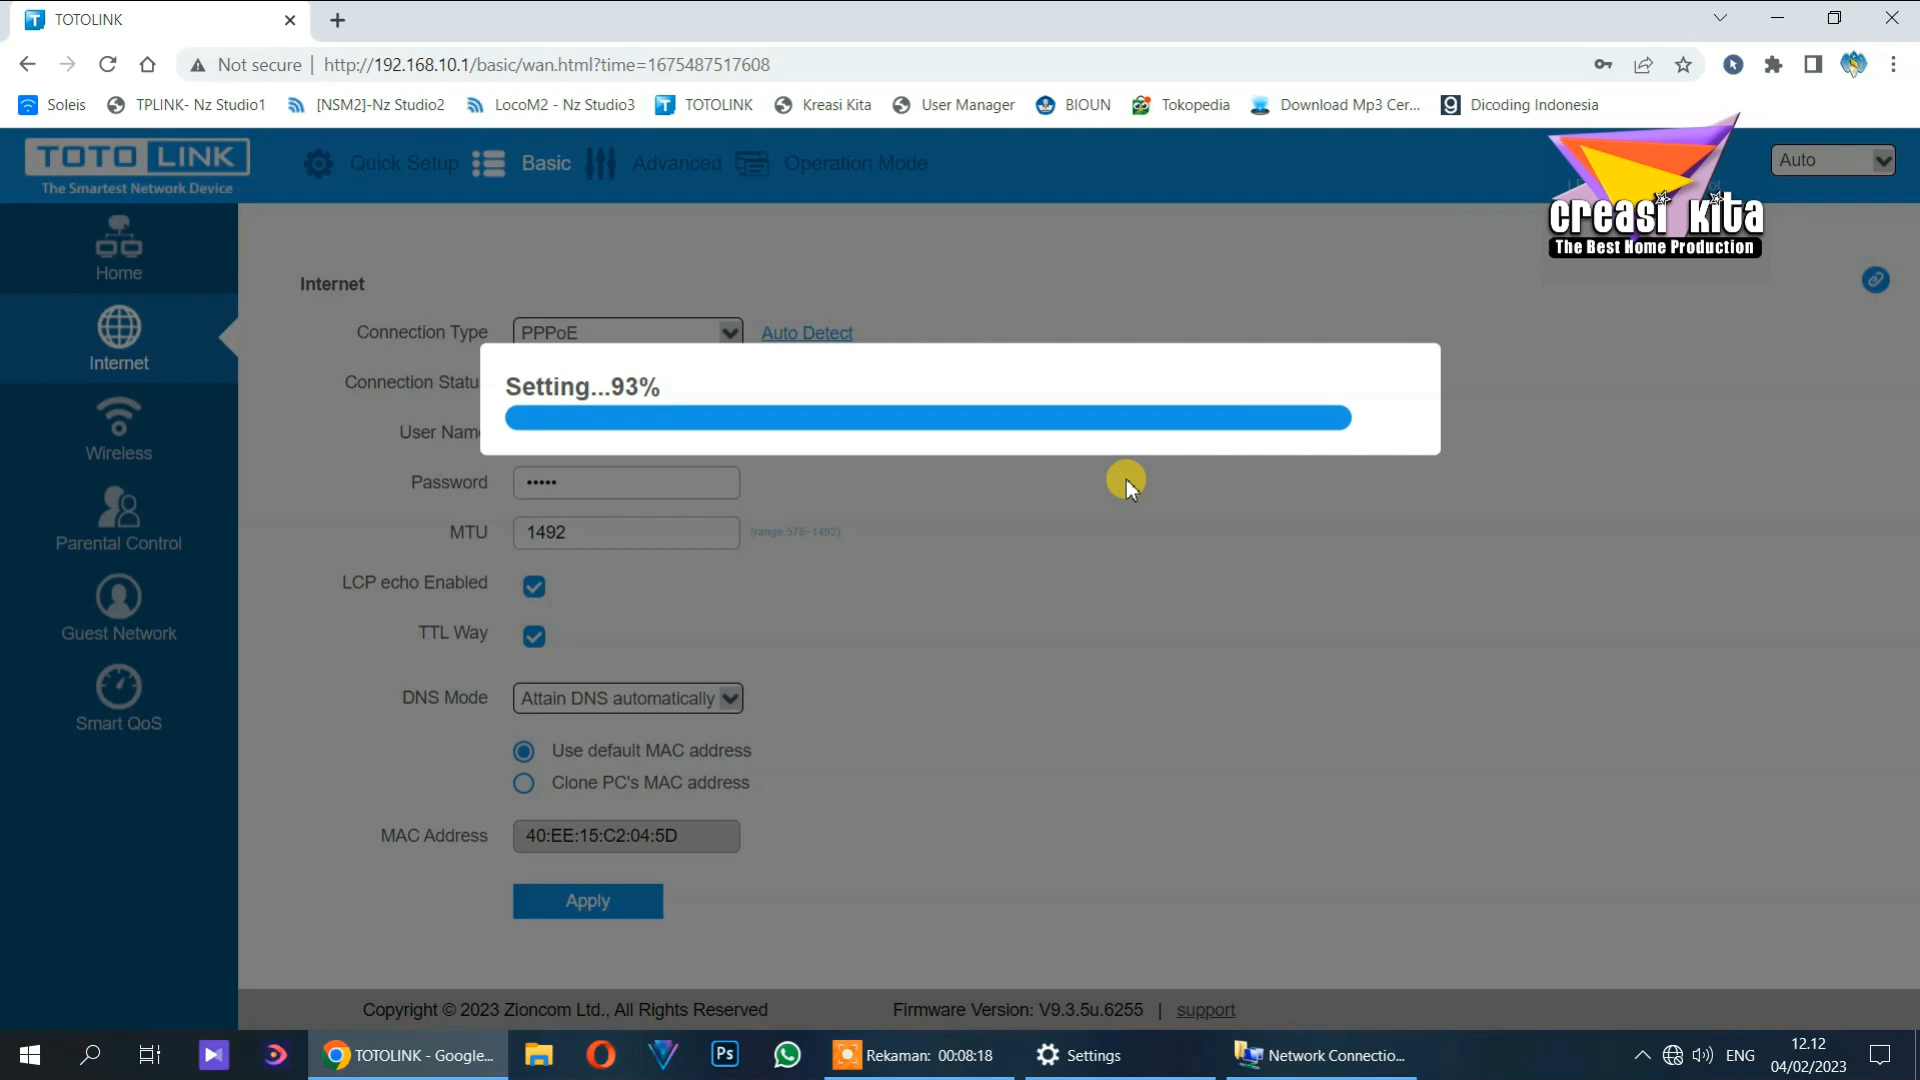 TOTOLINK
Not secure | http://192.168.10.1/basic/wan.html?time=1675487517608
Soleis TPLINK- Nz Studio1 [NSM2]-Nz Studio2 LocoM2 - Nz Studio3 TOTOLINK Kreasi Kita User Manager BIOUN Tokopedia Download Mp3 Cer... Dicoding Indonesia
TOTO LINK
The Smartest Network Device
Quick Setup Basic Advanced Operation Mode
Auto
creasi kita
The Best Home Production
Home
Internet
Wireless
Parental Control
Guest Network
Smart QoS
Internet
Connection Type PPPoE Auto Detect
Connection Statu
Setting...93%
User Nam
Password •••••
MTU 1492 (range:576~1492)
LCP echo Enabled
TTL Way
DNS Mode Attain DNS automatically
Use default MAC address
Clone PC's MAC address
MAC Address 40:EE:15:C2:04:5D
Apply
Copyright © 2023 Zioncom Ltd., All Rights Reserved Firmware Version: V9.3.5u.6255 | support
TOTOLINK - Google... Ps Rekaman: 00:08:18 Settings Network Connectio... ENG
12.12
04/02/2023